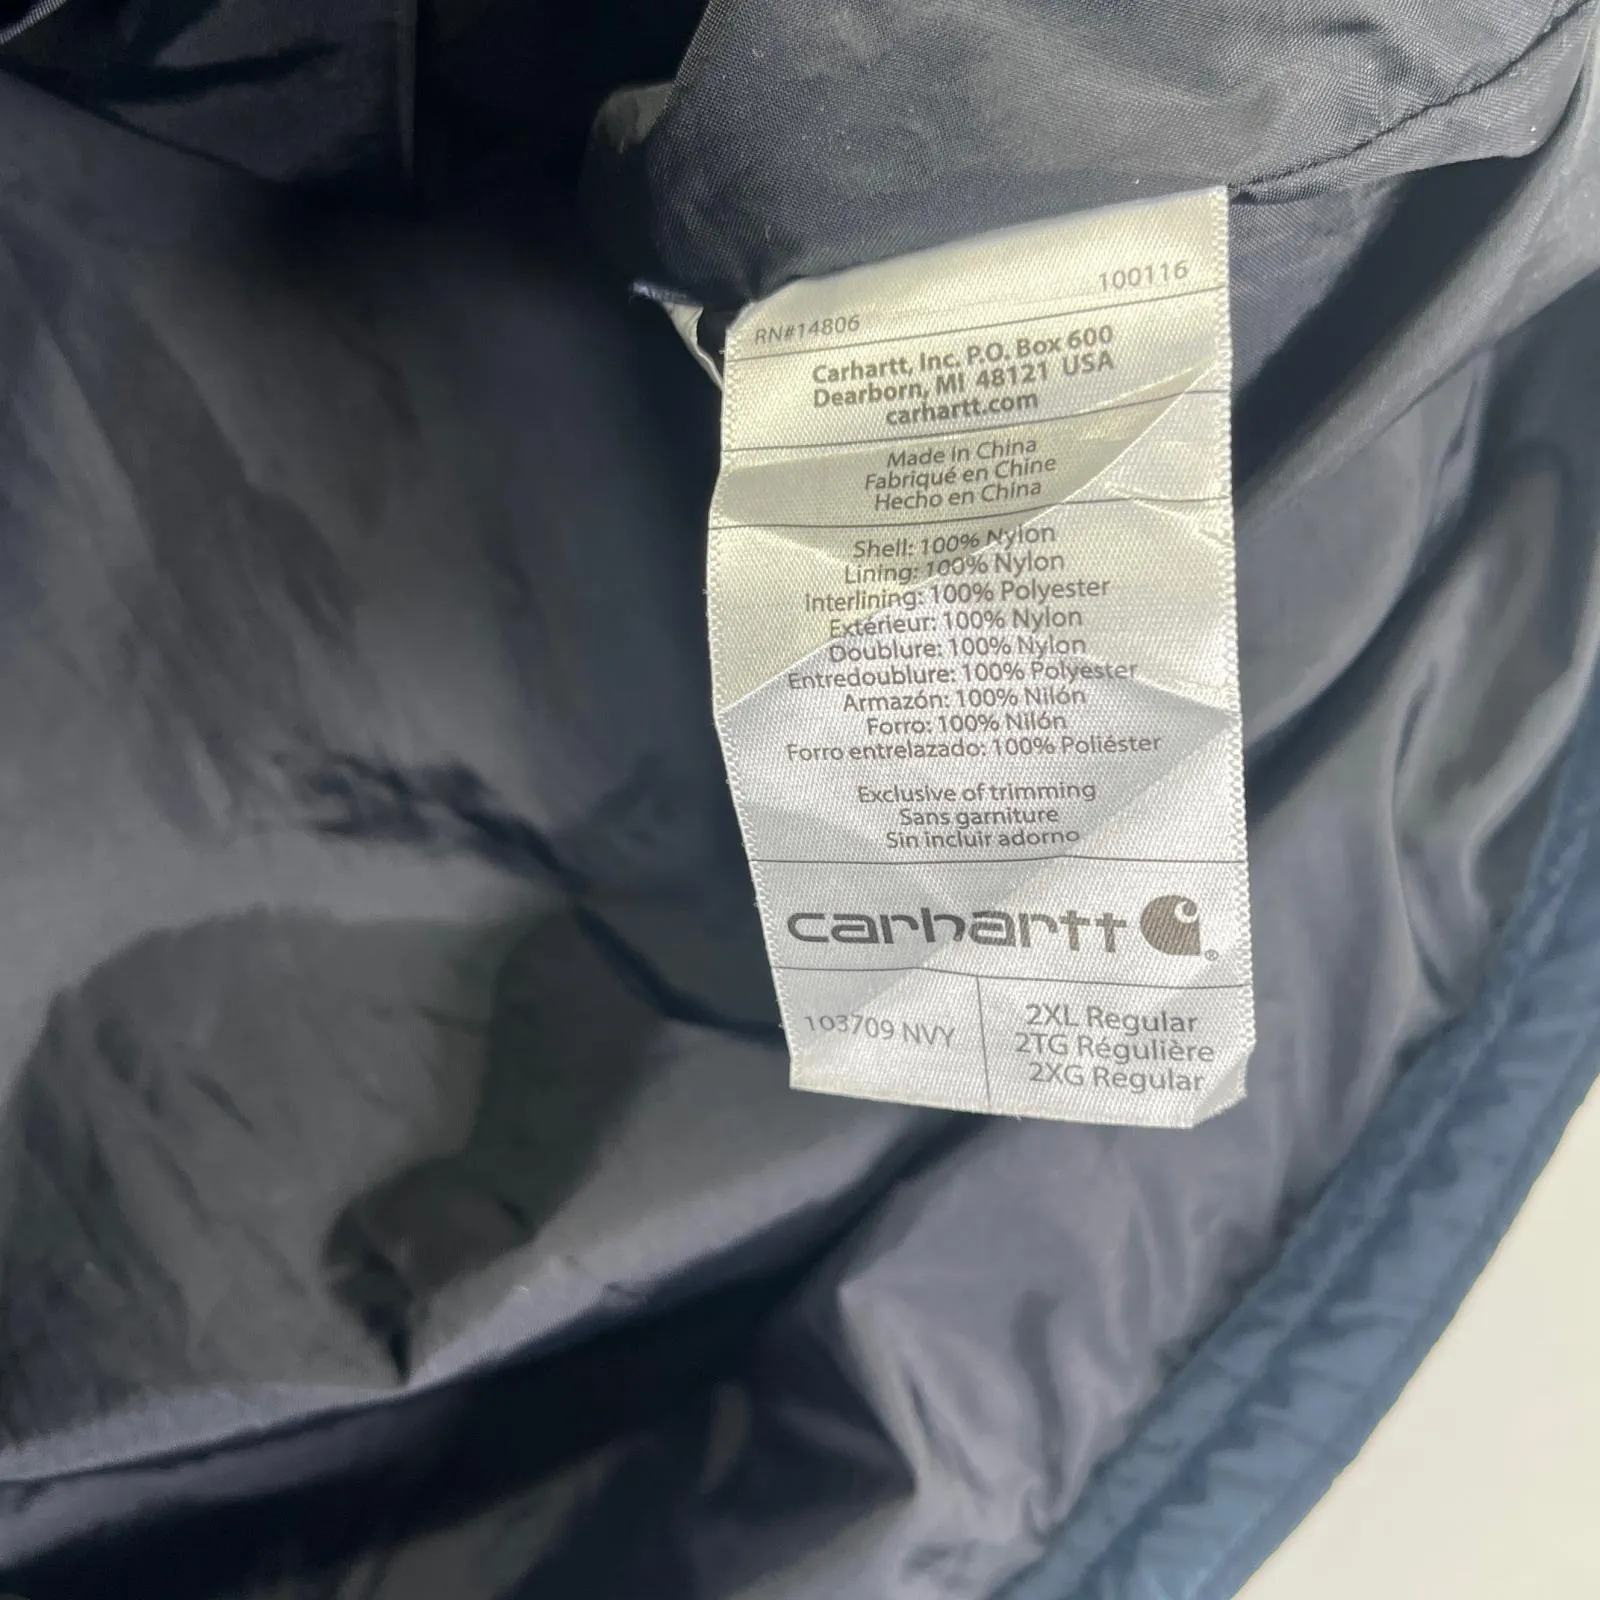 100116
RN#14806
Carhartt, Inc. P.O. Box 600
Dearborn, MI 48121 USA
carhartt.com
Made in China
Fabriqué en Chine
Hecho en China
Shell: 100% Nylon
Lining: 100% Nylon
Interlining: 100% Polyester
Extérieur: 100% Nylon
Doublure: 100% Nylon
Entredoublure: 100% Polyester
Armazón: 100% Nilón
Forro: 100% Nilón
Forro entrelazado: 100% Poliéster
Exclusive of trimming
Sans garniture
Sin incluir adorno
carhartt ®
103709 NVY
2XL Regular
2TG Régulière
2XG Regular